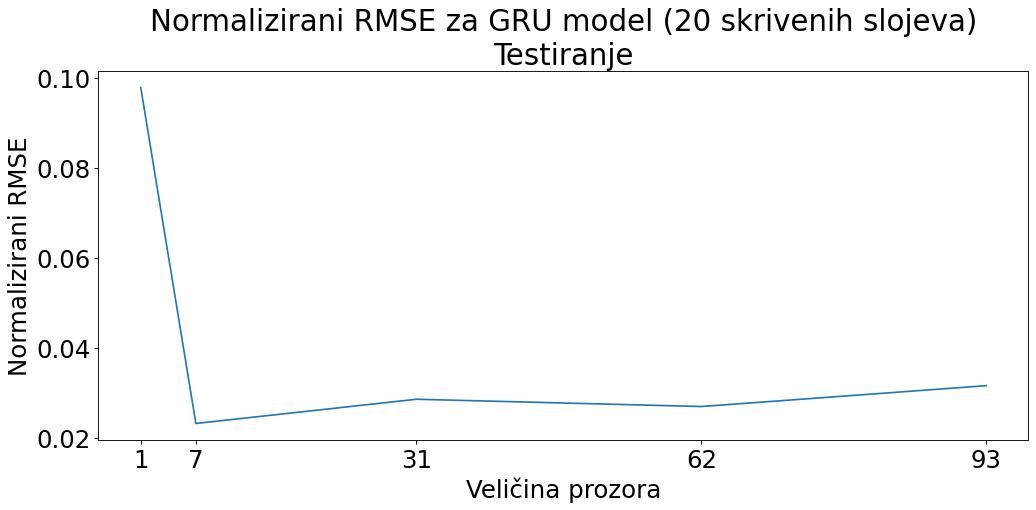 Normalizirani RMSE za GRU model (20 skrivenih slojeva)
Testiranje
Normalizirani RMSE
0.10
0.08
0.06
0.04
0.02
1 7 31 62 93
Veličina prozora